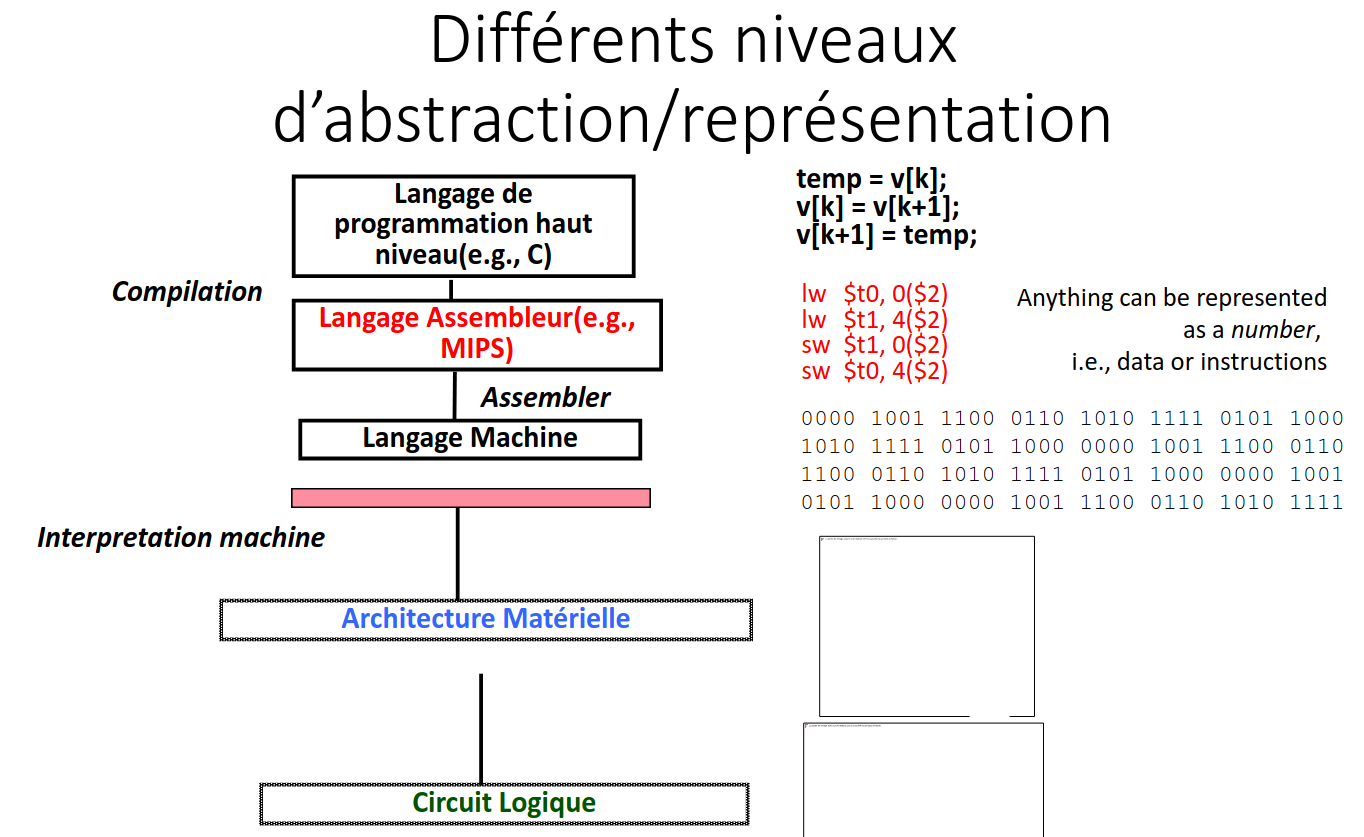 Différents niveaux
d’abstraction/représentation
Langage de
programmation haut
niveau(e.g., C)
Compilation
Langage Assembleur(e.g.,
MIPS)
Assembler
Langage Machine
Interpretation machine
Architecture Matérielle
Circuit Logique
temp = v[k];
v[k] = v[k+1];
v[k+1] = temp;
lw $t0, 0($2)
lw $t1, 4($2)
sw $t1, 0($2)
sw $t0, 4($2)
Anything can be represented
as a number,
i.e., data or instructions
0000 1001 1100 0110 1010 1111 0101 1000
1010 1111 0101 1000 0000 1001 1100 0110
1100 0110 1010 1111 0101 1000 0000 1001
0101 1000 0000 1001 1100 0110 1010 1111